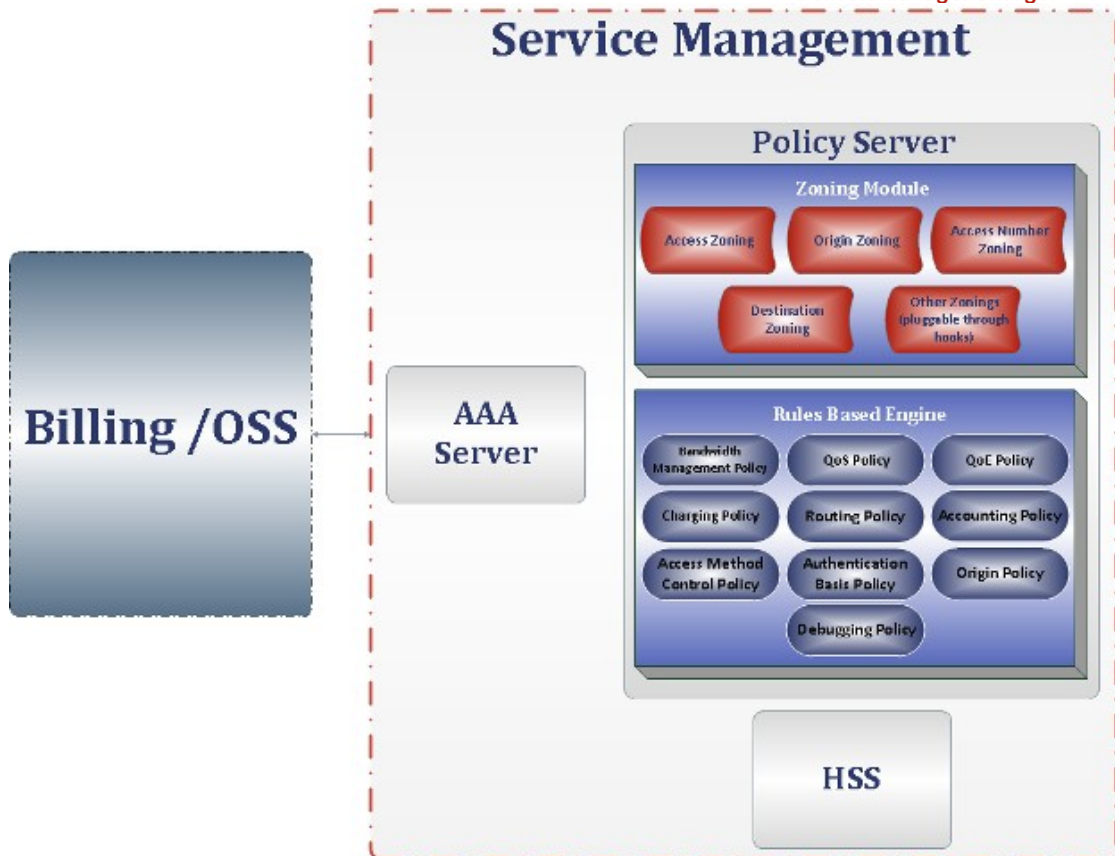 Service Management
Policy Server
Zoning Module
Access Zoning
Origin Zoning
Access Number
Zoning
Destination
Zoning
Other Zonings
(pluggable through
hooks)
Billing /OSS
AAA
Server
Rules Based Engine
Bandwidth
Management Policy
QoS Policy
QoE Policy
Charging Policy
Routing Policy
Accounting Policy
Access Method
Control Policy
Authentication
Basis Policy
Origin Policy
Debugging Policy
HSS